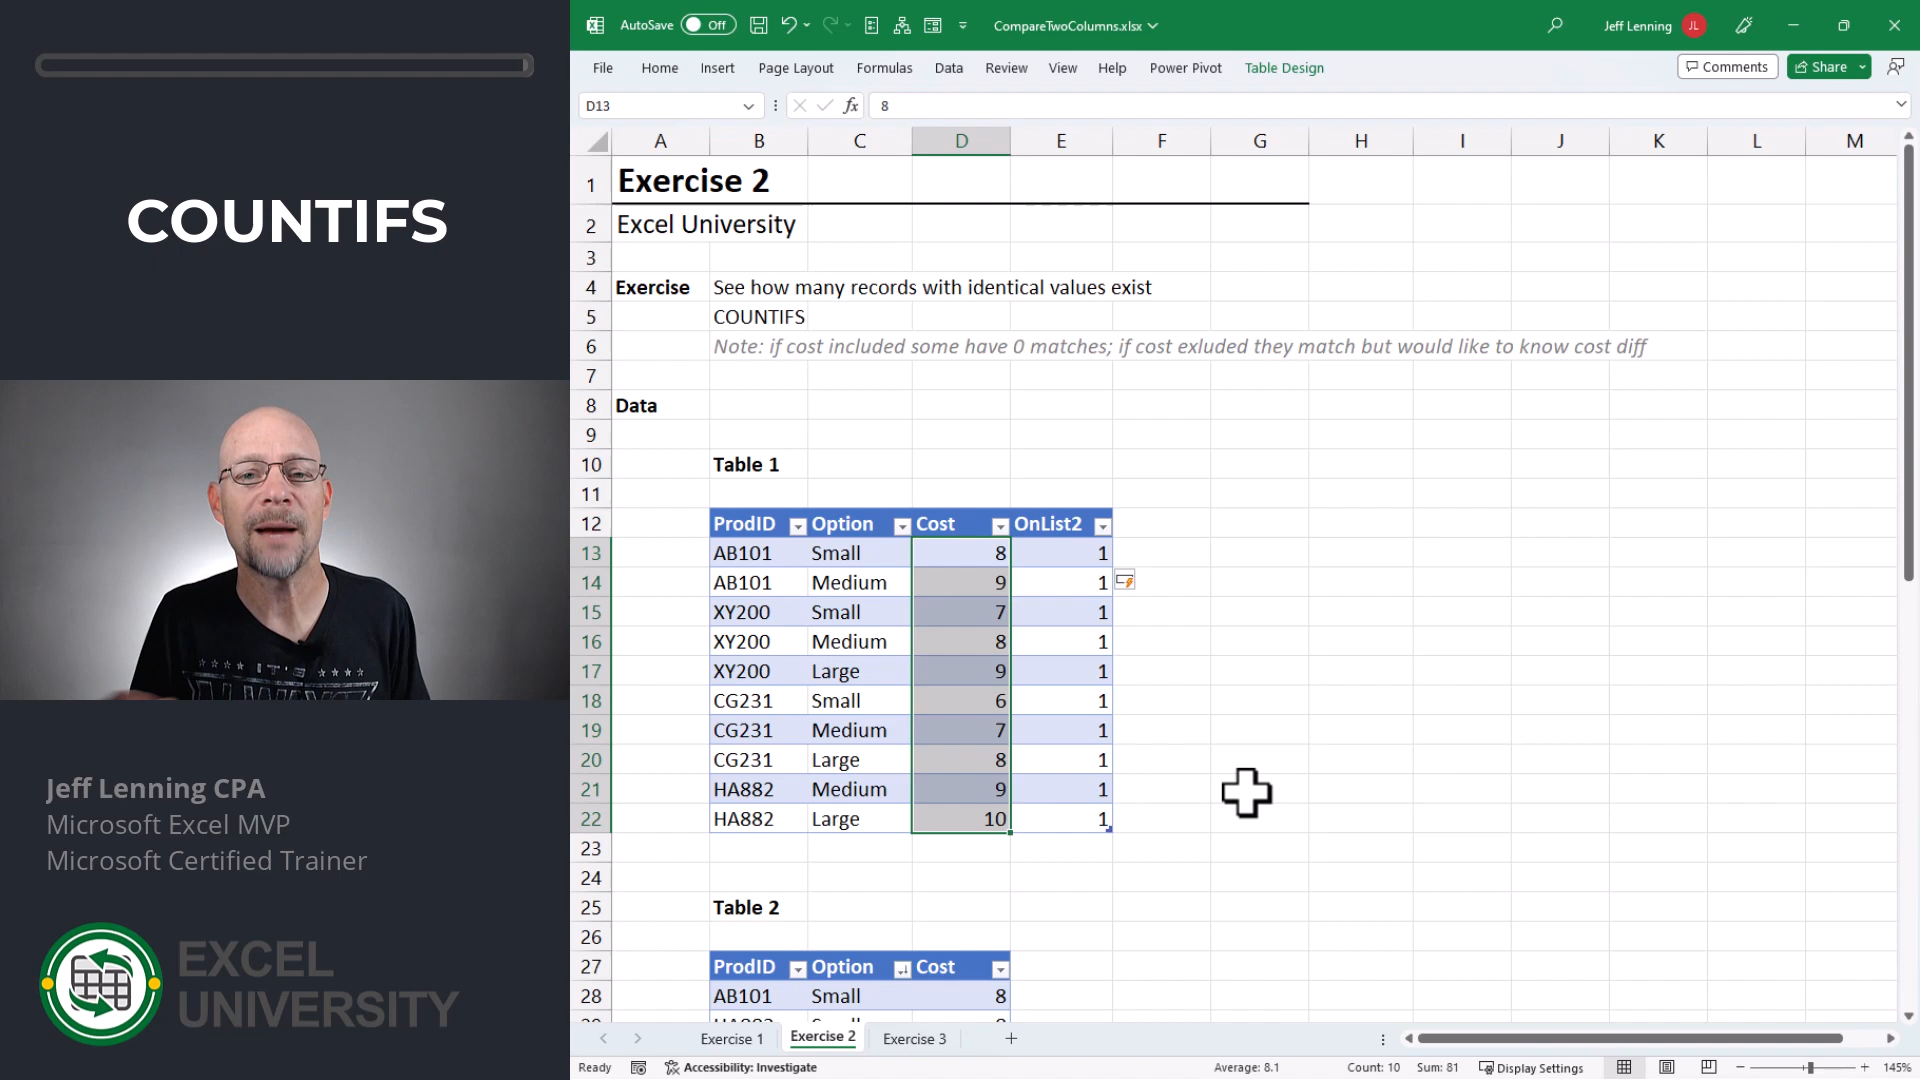 COUNTIFS
Jeff Lenning CPA
Microsoft Excel MVP
Microsoft Certified Trainer
EXCEL
UNIVERSITY
AutoSave Off CompareTwoColumns.xlsx Jeff Lenning JL
File Home Insert Page Layout Formulas Data Review View Help Power Pivot Table Design Comments Share
D13 fx 8
A B C D E F G H I J K L M
1 Exercise 2
2 Excel University
3
4 Exercise See how many records with identical values exist
5 COUNTIFS
6 Note: if cost included some have 0 matches; if cost exluded they match but would like to know cost diff
7
8 Data
9
10 Table 1
11
12 ProdID Option Cost OnList2
13 AB101 Small 8 1
14 AB101 Medium 9 1
15 XY200 Small 7 1
16 XY200 Medium 8 1
17 XY200 Large 9 1
18 CG231 Small 6 1
19 CG231 Medium 7 1
20 CG231 Large 8 1
21 HA882 Medium 9 1
22 HA882 Large 10 1
23
24
25 Table 2
26
27 ProdID Option Cost
28 AB101 Small 8
Exercise 1 Exercise 2 Exercise 3
Ready Accessibility: Investigate Average: 8.1 Count: 10 Sum: 81 Display Settings 145%